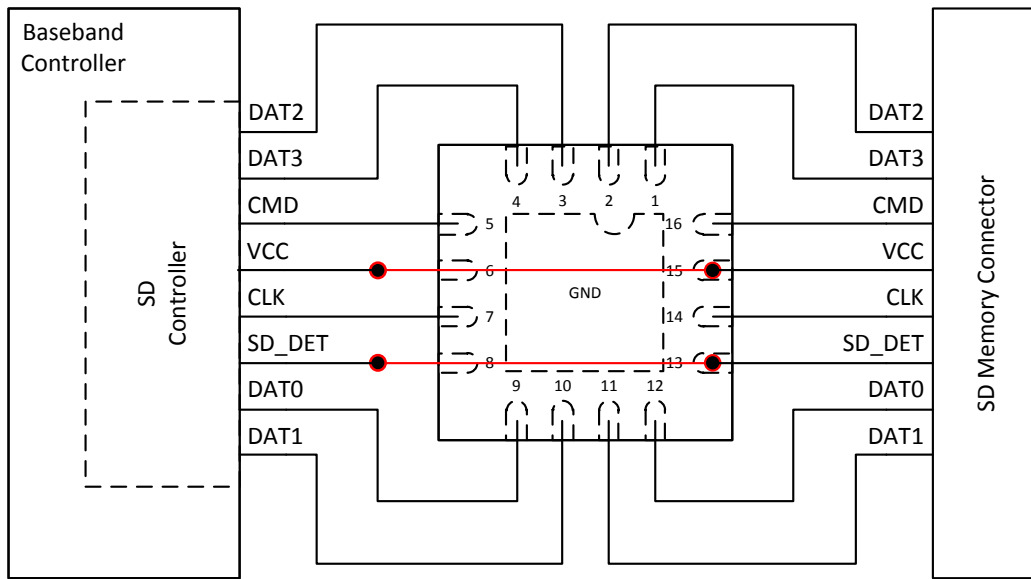 Baseband
Controller
SD
Controller
DAT2
DAT3
CMD
VCC
CLK
SD_DET
DAT0
DAT1
4 3 2 1
5 16
6 15
GND
7 14
8 13
9 10 11 12
DAT2
DAT3
CMD
VCC
CLK
SD_DET
DAT0
DAT1
SD Memory Connector